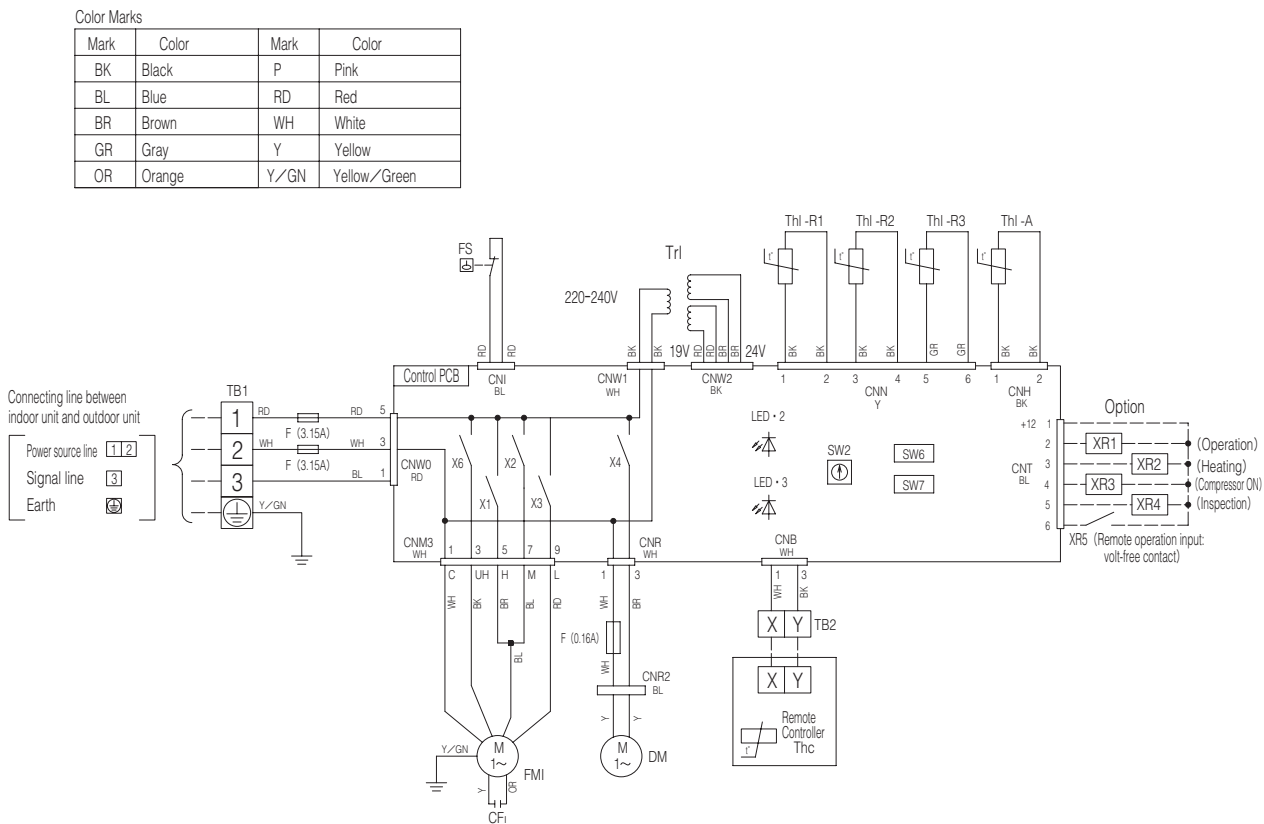 Color Marks
Mark Color Mark Color
BK Black P Pink
BL Blue RD Red
BR Brown WH White
GR Gray Y Yellow
OR Orange Y／GN Yellow／Green
ThI -R1 ThI -R2 ThI -R3 ThI -A
t° t° t° t°
FS
TrI
220-240V
RD RD BK BK 19V RD RD BR BR 24V BK BK BK BK GR GR BK BK
Control PCB
CNI
BL
CNW1
WH
CNW2
BK
1 2 3 4 5 6
CNN
Y
1 2
CNH
BK
Connecting line between
indoor unit and outdoor unit
Power source line 1 2
Signal line 3
Earth
TB1
1 RD RD 5
F (3.15A)
2 WH WH 3
F (3.15A)
3 BL 1
Y／GN
CNW0
RD
X6 X2 X4
X1 X3
LED・2
LED・3
SW2
SW6
SW7
Option
+12 1
2 XR1 (Operation)
3 XR2 (Heating)
CNT
BL
4 XR3 (Compressor ON)
5 XR4 (Inspection)
6
XR5 (Remote operation input:
volt-free contact)
CNM3
WH
1 3 5 7 9
C UH H M L
WH BK BR BL RD
BL
CNR
WH
1 3
WH BR
F (0.16A)
WH
CNR2
BL
Y Y
M
1~
DM
CNB
WH
1 3
WH BK
X Y TB2
X Y
Remote
Controller
Thc
t°
Y／GN
M
1~
FMI
Y OR
CFI